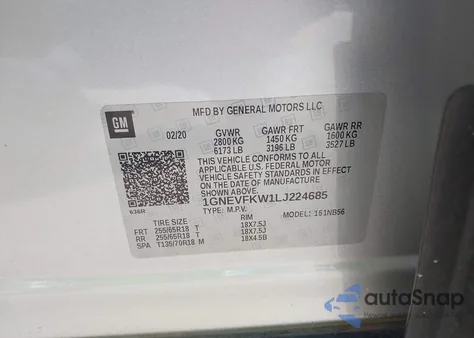 MFD BY GENERAL MOTORS LLC
GM
02/20 GVWR GAWR FRT GAWR RR
2800KG 1450 KG 1600 KG
6173 LB 3196 LB 3527 LB
THIS VEHICLE CONFORMS TO ALL
APPLICABLE U.S. FEDERAL MOTOR
VEHICLE SAFETY STANDARDS IN
EFFECT ON THE DATE OF
MANUFACTURE SHOWN ABOVE.
1GNEVFKW1LJ224685
636R TYPE: M.P.V. MODEL: 1S1NB56
TIRE SIZE RIM
FRT 255/65R18 T 18X7.5J
RR 255/65R18 T 18X7.5J
SPA T135/70R18 M 18X4.5B
autoSnap